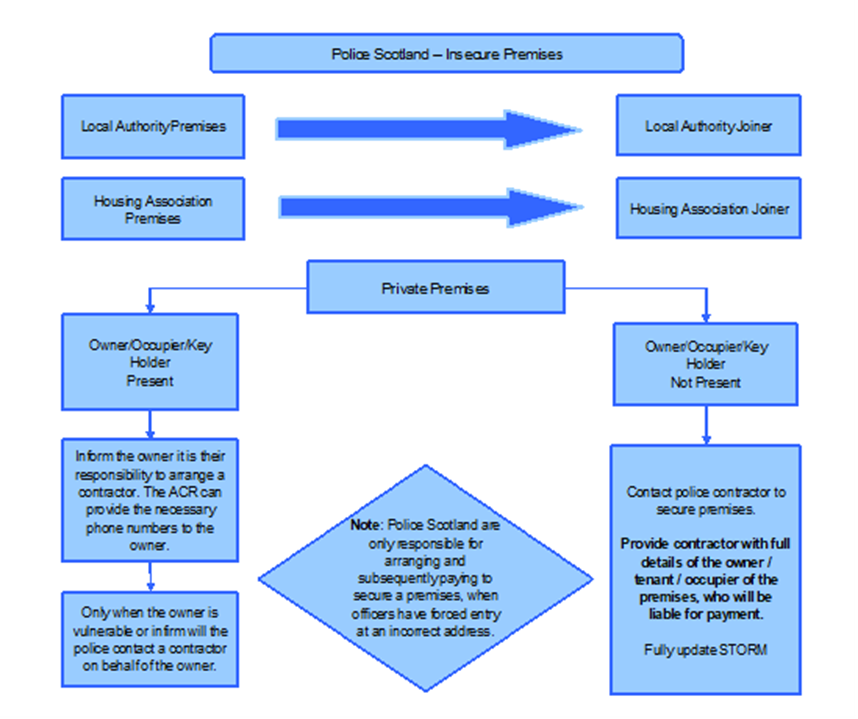 Police Scotland – Insecure Premises
Local Authority Premises
Local Authority Joiner
Housing Association
Premises
Housing Association Joiner
Private Premises
Owner/Occupier/Key
Holder
Present
Owner/Occupier/Key
Holder
Not Present
Inform the owner it is their
responsibility to arrange a
contractor. The ACR can
provide the necessary
phone numbers to the
owner.
Only when the owner is
vulnerable or infirm will the
police contact a contractor
on behalf of the owner.
Note: Police Scotland are
only responsible for
arranging and
subsequently paying to
secure a premises, when
officers have forced entry
at an incorrect address.
Contact police contractor to
secure premises.
Provide contractor with full
details of the owner /
tenant / occupier of the
premises, who will be
liable for payment.
Fully update STORM